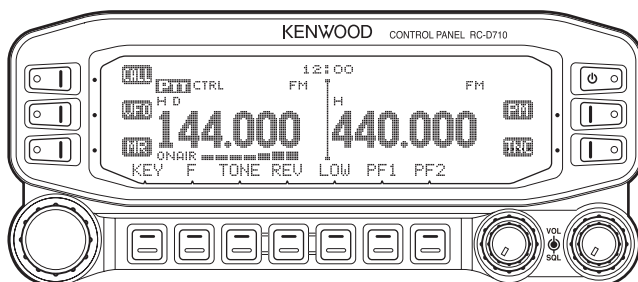 KENWOOD CONTROL PANEL RC-D710
12:00
CALL PTT CTRL FM FM
H D H
VFO 144.000 440.000 PM
MR ONAIR TNC
KEY F TONE REV LOW PF1 PF2
VOL
SQL